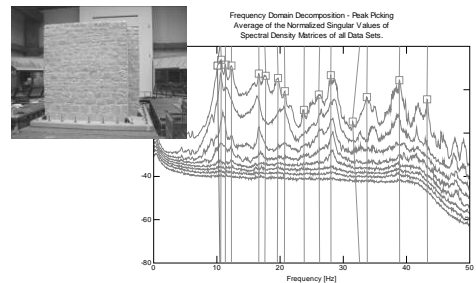 Frequency Domain Decomposition - Peak Picking
Average of the Normalized Singular Values of
Spectral Density Matrices of all Data Sets.
-40
-60
-80
0
10
20
30
40
50
Frequency [Hz]